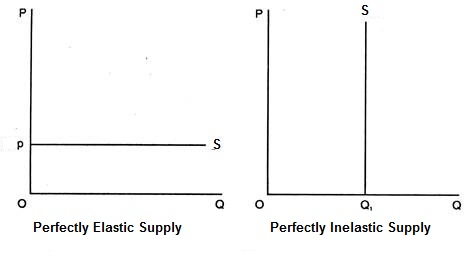 P
p
S
O
Q
Perfectly Elastic Supply
P
S
O
Q₁
Q
Perfectly Inelastic Supply